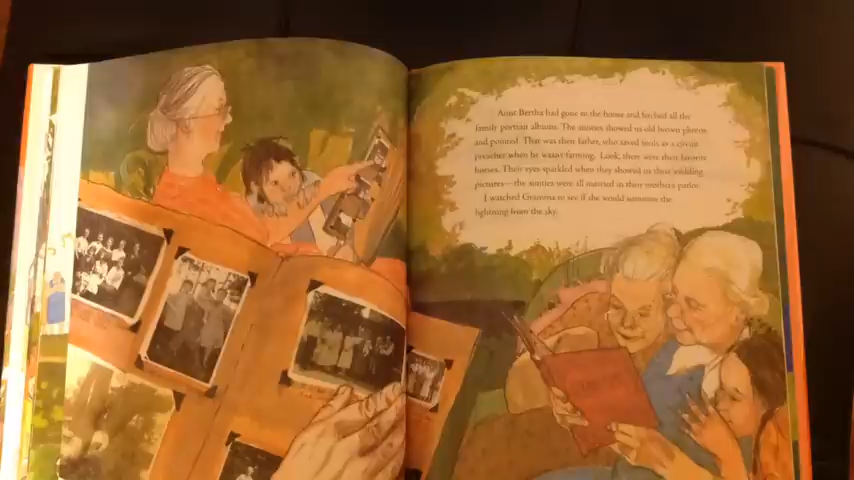 Aunt Bertha had gone to the house and fetched all the
family portrait albums. The aunties showed us old brown photos
and pointed. That was their father, who saved souls as a circuit
preacher when he wasn't farming. Look, there were their favorite
horses. Their eyes sparkled when they showed us their wedding
pictures—the aunties were all married in their mother's parlor.
I watched Gramma to see if she would summon the
lightning from the sky.